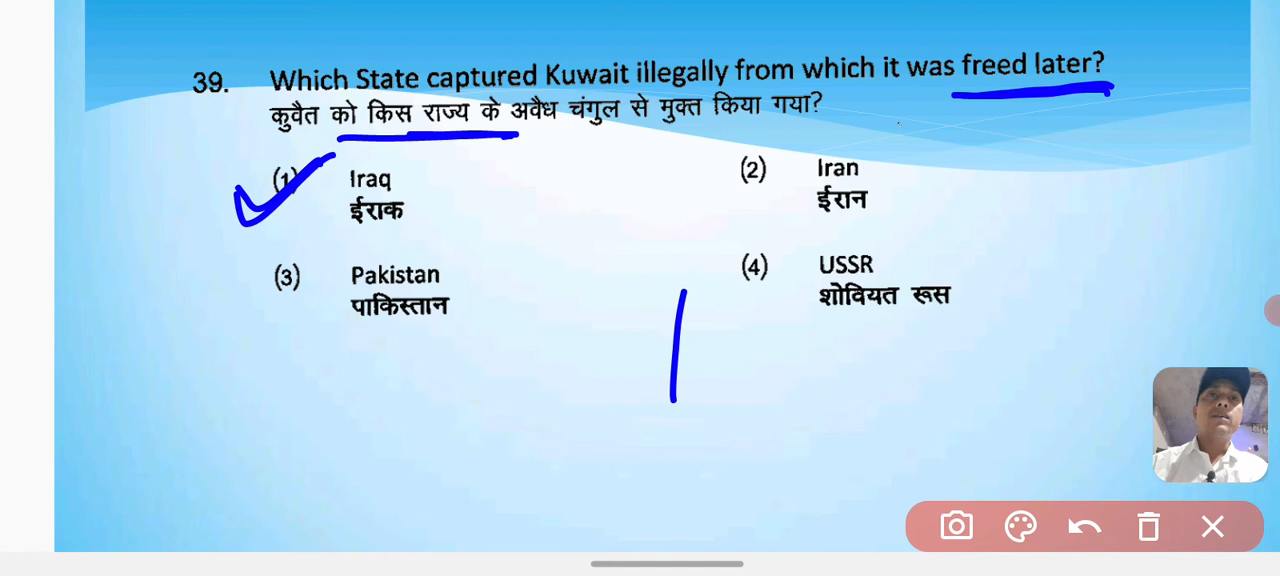 39. Which State captured Kuwait illegally from which it was freed later?
कुवैत को किस राज्य के अवैध चंगुल से मुक्त किया गया?
(1) Iraq
ईराक
(2) Iran
ईरान
(3) Pakistan
पाकिस्तान
(4) USSR
शोवियत रूस